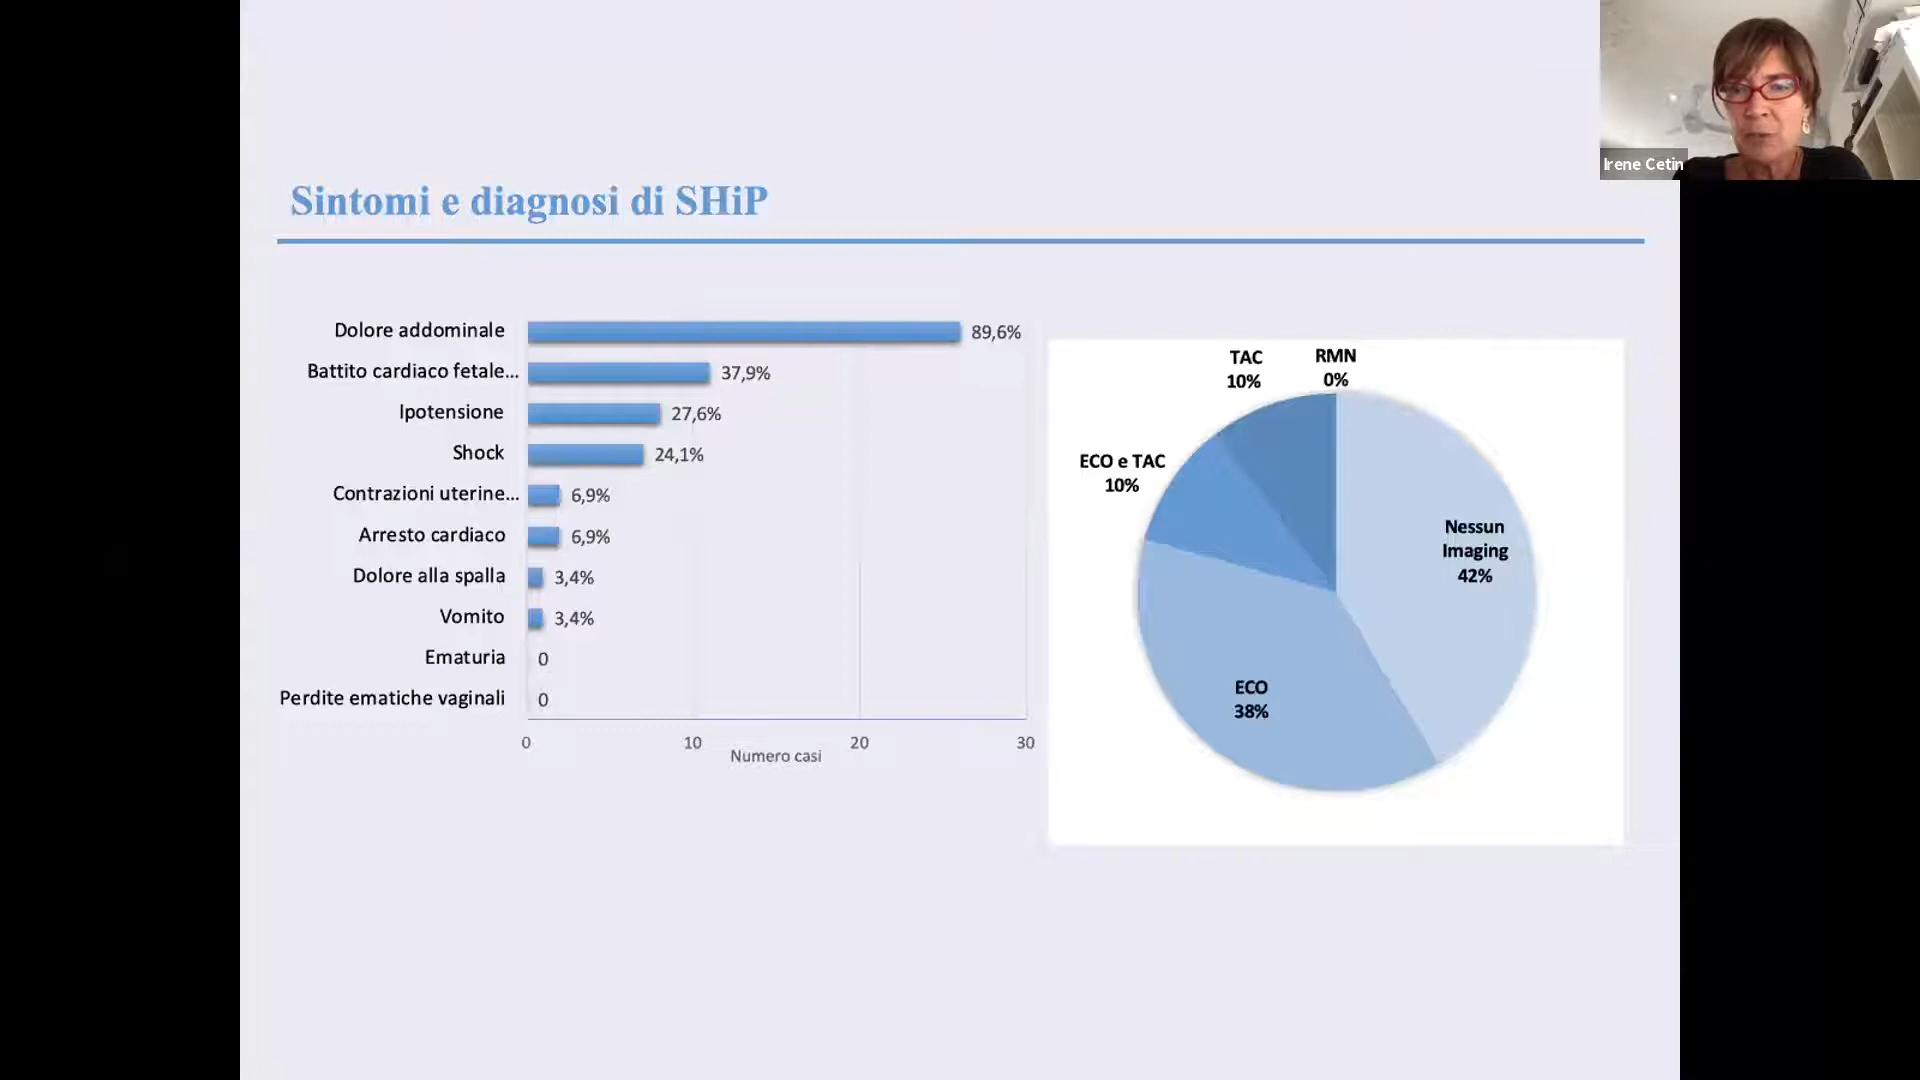 Irene Cetin
Sintomi e diagnosi di SHiP
Dolore addominale
89,6%
Battito cardiaco fetale...
37,9%
Ipotensione
27,6%
Shock
24,1%
Contrazioni uterine...
6,9%
Arresto cardiaco
6,9%
Dolore alla spalla
3,4%
Vomito
3,4%
Ematuria
0
Perdite ematiche vaginali
0
0
10
20
30
Numero casi
TAC
10%
RMN
0%
ECO e TAC
10%
Nessun
Imaging
42%
ECO
38%